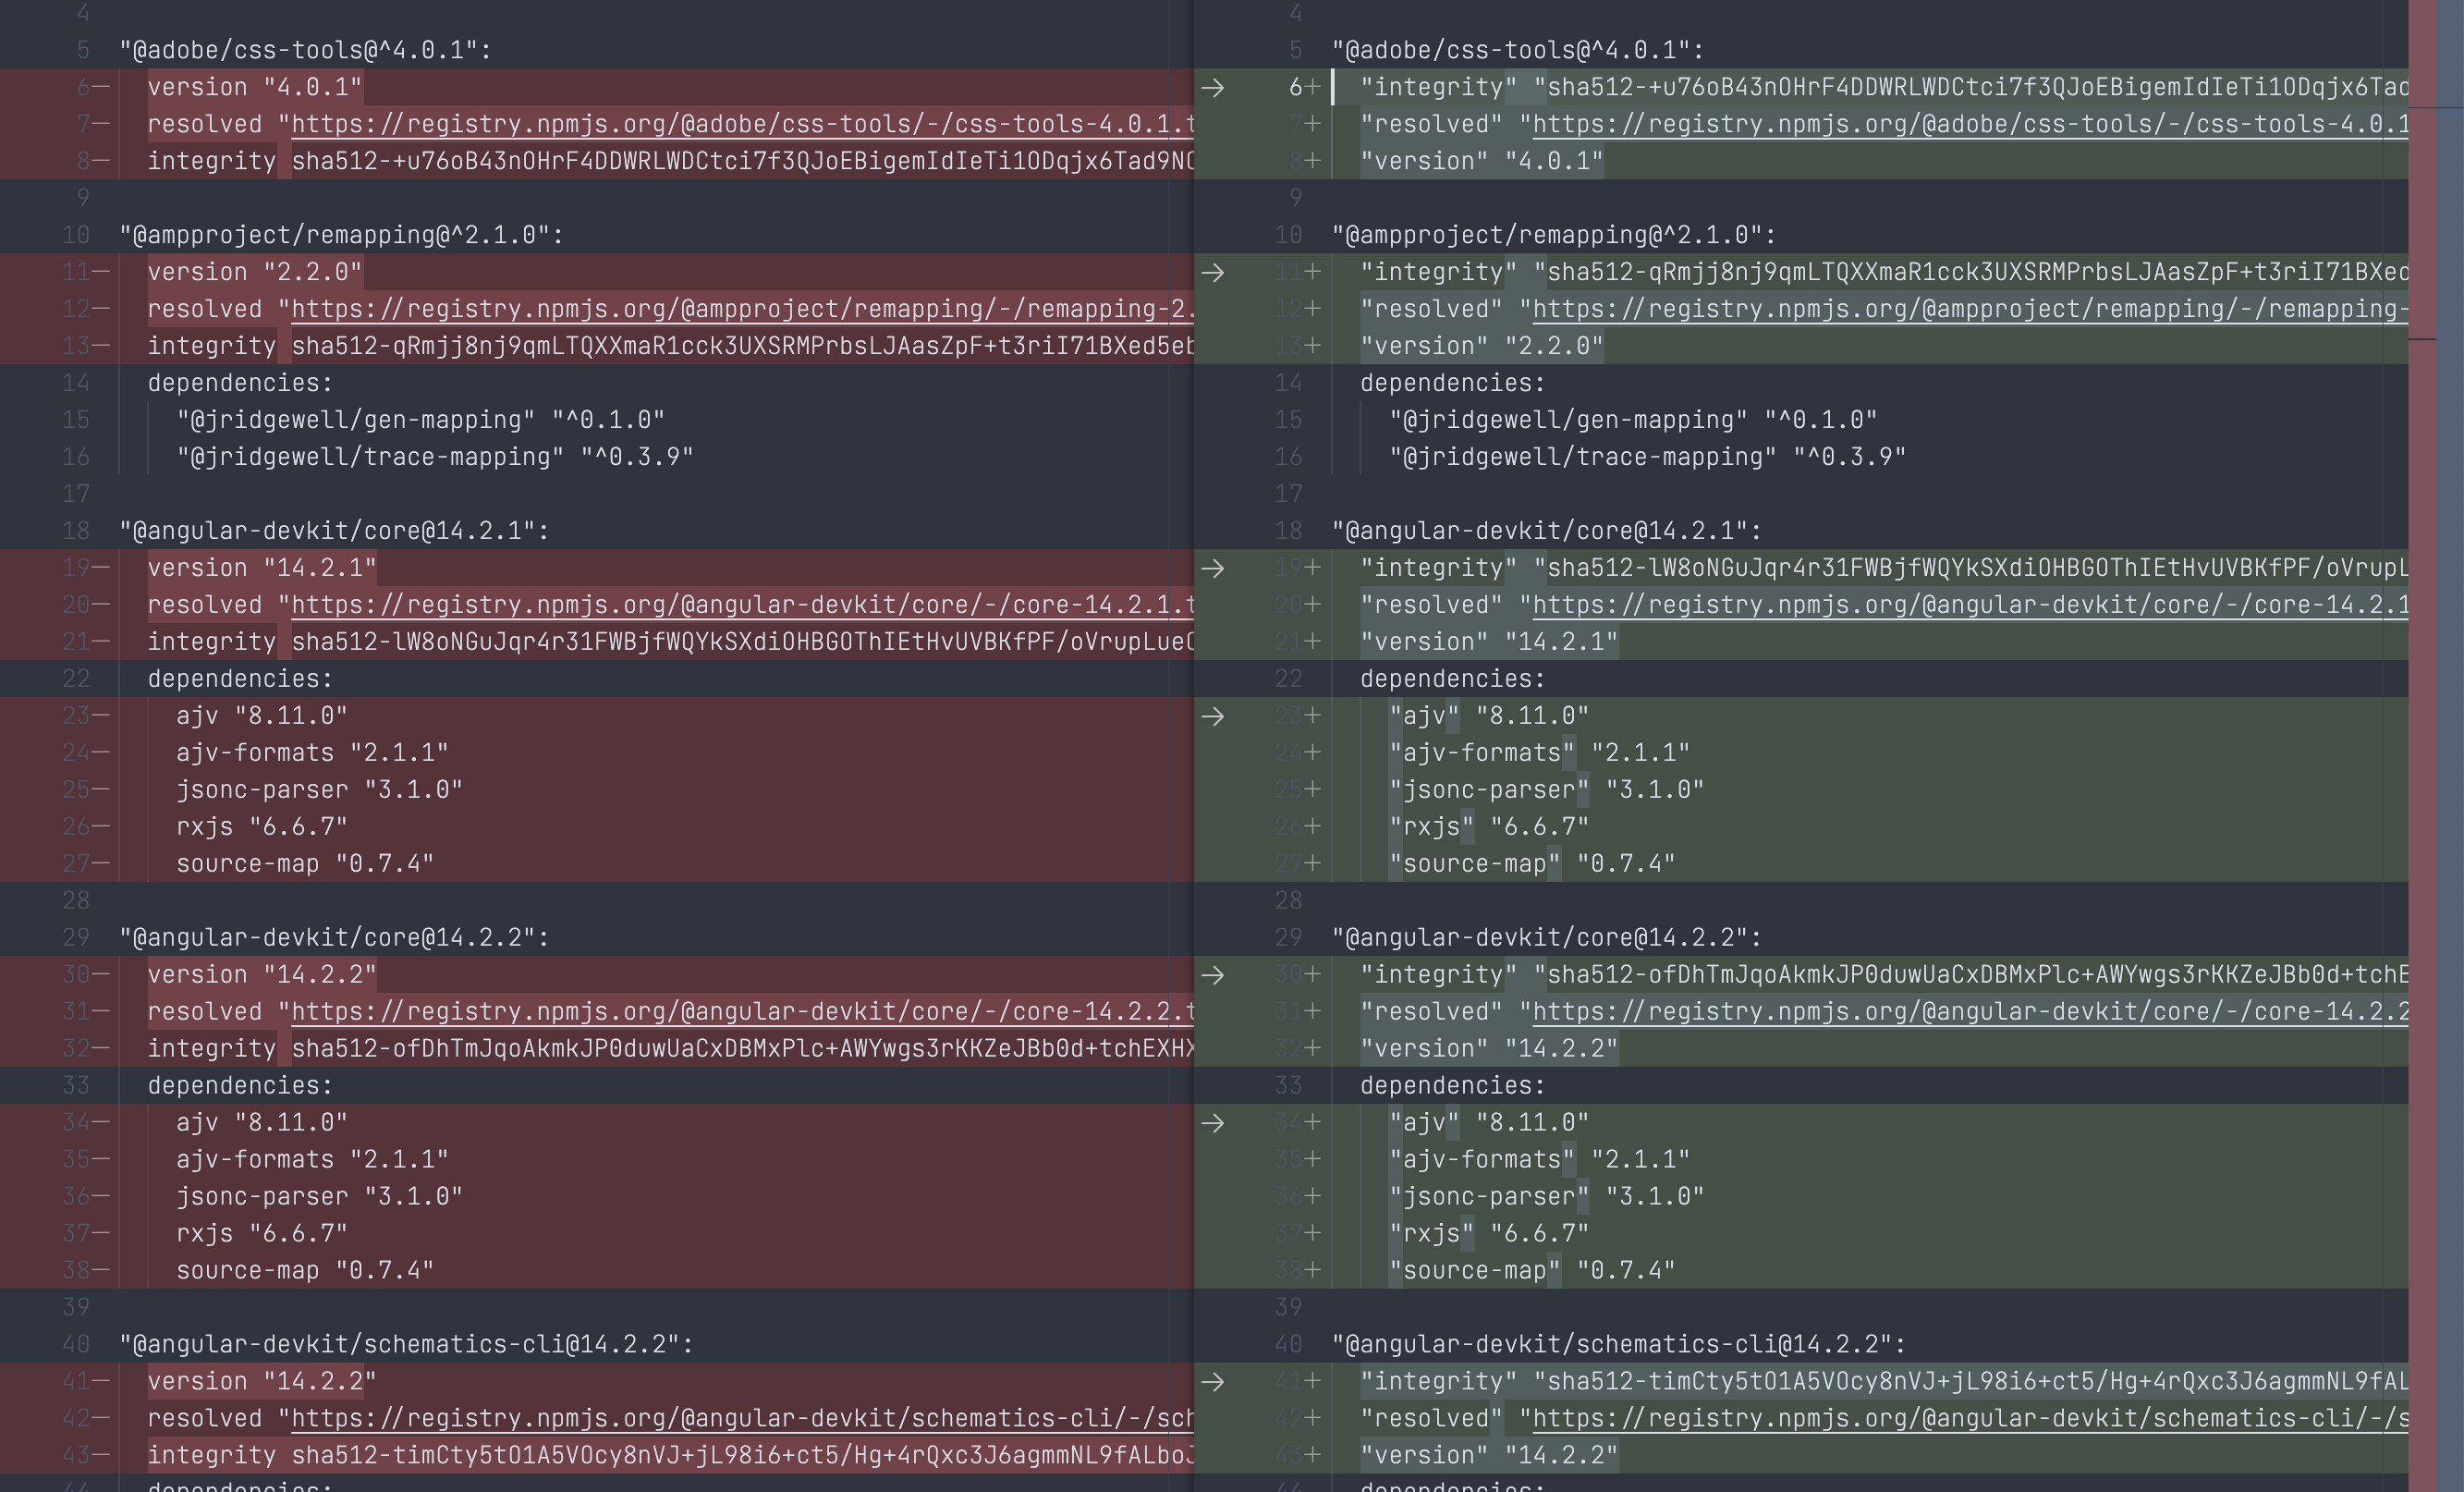 4
5 "@adobe/css-tools@^4.0.1":
6— version "4.0.1"
7— resolved "https://registry.npmjs.org/@adobe/css-tools/-/css-tools-4.0.1.t
8— integrity sha512-+u76oB43nOHrF4DDWRLWDCtci7f3QJoEBigemIdIeTi1ODqjx6Tad9NC
9
10 "@ampproject/remapping@^2.1.0":
11— version "2.2.0"
12— resolved "https://registry.npmjs.org/@ampproject/remapping/-/remapping-2.
13— integrity sha512-qRmjj8nj9qmLTQXXmaR1cck3UXSRMPrbsLJAasZpF+t3riI71BXed5eb
14 dependencies:
15 "@jridgewell/gen-mapping" "^0.1.0"
16 "@jridgewell/trace-mapping" "^0.3.9"
17
18 "@angular-devkit/core@14.2.1":
19— version "14.2.1"
20— resolved "https://registry.npmjs.org/@angular-devkit/core/-/core-14.2.1.t
21— integrity sha512-lW8oNGuJqr4r31FWBjfWQYkSXdiOHBGOThIEtHvUVBKfPF/oVrupLueO
22 dependencies:
23— ajv "8.11.0"
24— ajv-formats "2.1.1"
25— jsonc-parser "3.1.0"
26— rxjs "6.6.7"
27— source-map "0.7.4"
28
29 "@angular-devkit/core@14.2.2":
30— version "14.2.2"
31— resolved "https://registry.npmjs.org/@angular-devkit/core/-/core-14.2.2.t
32— integrity sha512-ofDhTmJqoAkmkJP0duwUaCxDBMxPlc+AWYwgs3rKKZeJBb0d+tchEXHX
33 dependencies:
34— ajv "8.11.0"
35— ajv-formats "2.1.1"
36— jsonc-parser "3.1.0"
37— rxjs "6.6.7"
38— source-map "0.7.4"
39
40 "@angular-devkit/schematics-cli@14.2.2":
41— version "14.2.2"
42— resolved "https://registry.npmjs.org/@angular-devkit/schematics-cli/-/sch
43— integrity sha512-timCty5tO1A5VOcy8nVJ+jL98i6+ct5/Hg+4rQxc3J6agmmNL9fALboJ
44 dependencies:
4
5 "@adobe/css-tools@^4.0.1":
→ 6+ "integrity" "sha512-+u76oB43nOHrF4DDWRLWDCtci7f3QJoEBigemIdIeTi1ODqjx6Tad
7+ "resolved" "https://registry.npmjs.org/@adobe/css-tools/-/css-tools-4.0.1
8+ "version" "4.0.1"
9
10 "@ampproject/remapping@^2.1.0":
→ 11+ "integrity" "sha512-qRmjj8nj9qmLTQXXmaR1cck3UXSRMPrbsLJAasZpF+t3riI71BXed
12+ "resolved" "https://registry.npmjs.org/@ampproject/remapping/-/remapping-
13+ "version" "2.2.0"
14 dependencies:
15 "@jridgewell/gen-mapping" "^0.1.0"
16 "@jridgewell/trace-mapping" "^0.3.9"
17
18 "@angular-devkit/core@14.2.1":
→ 19+ "integrity" "sha512-lW8oNGuJqr4r31FWBjfWQYkSXdiOHBGOThIEtHvUVBKfPF/oVrupL
20+ "resolved" "https://registry.npmjs.org/@angular-devkit/core/-/core-14.2.1
21+ "version" "14.2.1"
22 dependencies:
→ 23+ "ajv" "8.11.0"
24+ "ajv-formats" "2.1.1"
25+ "jsonc-parser" "3.1.0"
26+ "rxjs" "6.6.7"
27+ "source-map" "0.7.4"
28
29 "@angular-devkit/core@14.2.2":
→ 30+ "integrity" "sha512-ofDhTmJqoAkmkJP0duwUaCxDBMxPlc+AWYwgs3rKKZeJBb0d+tchE
31+ "resolved" "https://registry.npmjs.org/@angular-devkit/core/-/core-14.2.2
32+ "version" "14.2.2"
33 dependencies:
→ 34+ "ajv" "8.11.0"
35+ "ajv-formats" "2.1.1"
36+ "jsonc-parser" "3.1.0"
37+ "rxjs" "6.6.7"
38+ "source-map" "0.7.4"
39
40 "@angular-devkit/schematics-cli@14.2.2":
→ 41+ "integrity" "sha512-timCty5tO1A5VOcy8nVJ+jL98i6+ct5/Hg+4rQxc3J6agmmNL9fAL
42+ "resolved" "https://registry.npmjs.org/@angular-devkit/schematics-cli/-/s
43+ "version" "14.2.2"
44 dependencies: